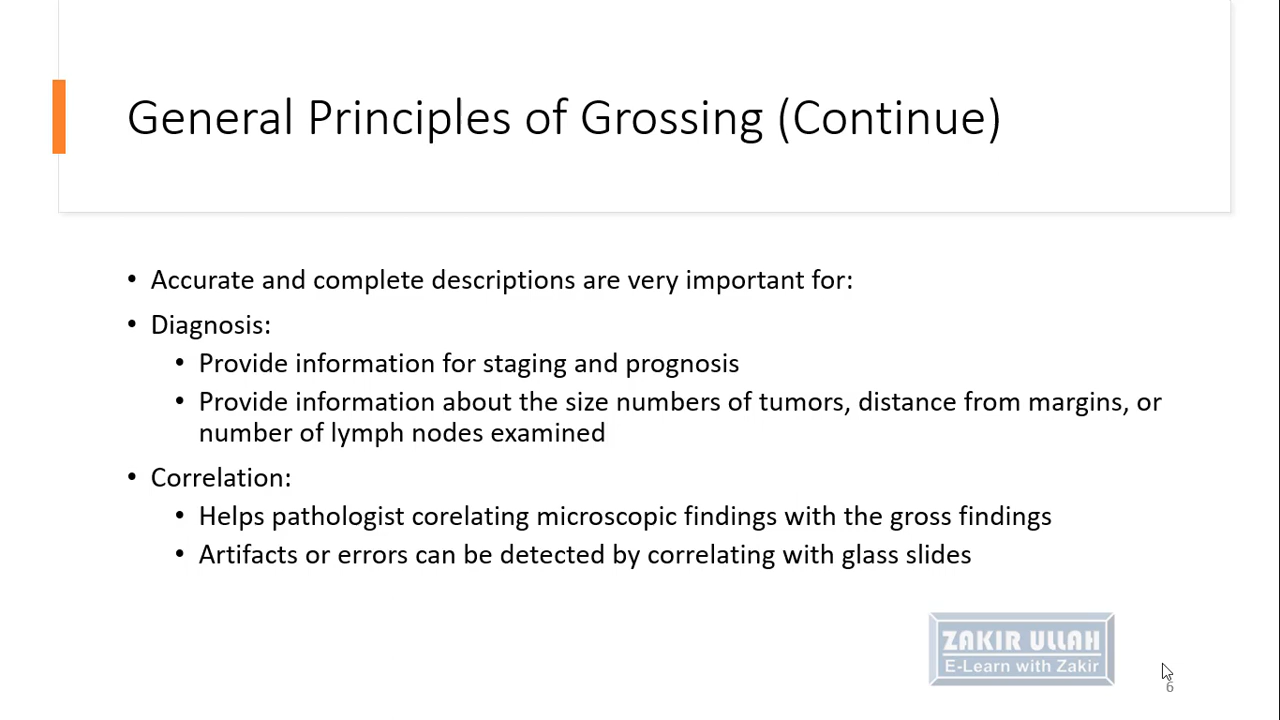 General Principles of Grossing (Continue)
• Accurate and complete descriptions are very important for:
• Diagnosis:
• Provide information for staging and prognosis
• Provide information about the size numbers of tumors, distance from margins, or
number of lymph nodes examined
• Correlation:
• Helps pathologist corelating microscopic findings with the gross findings
• Artifacts or errors can be detected by correlating with glass slides
ZAKIR ULLAH
E-Learn with Zakir
6